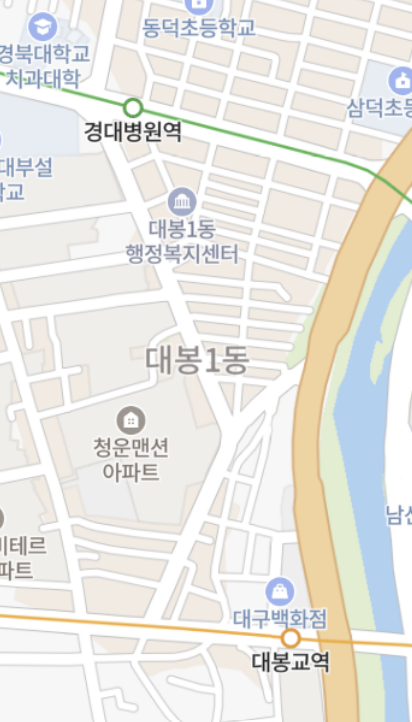 동덕초등학교
경북대학교
치과대학
삼덕초등
경대병원역
대부설
학교
대봉1동
행정복지센터
대봉1동
청운맨션
아파트
남산
비테르
파트
대구백화점
대봉교역